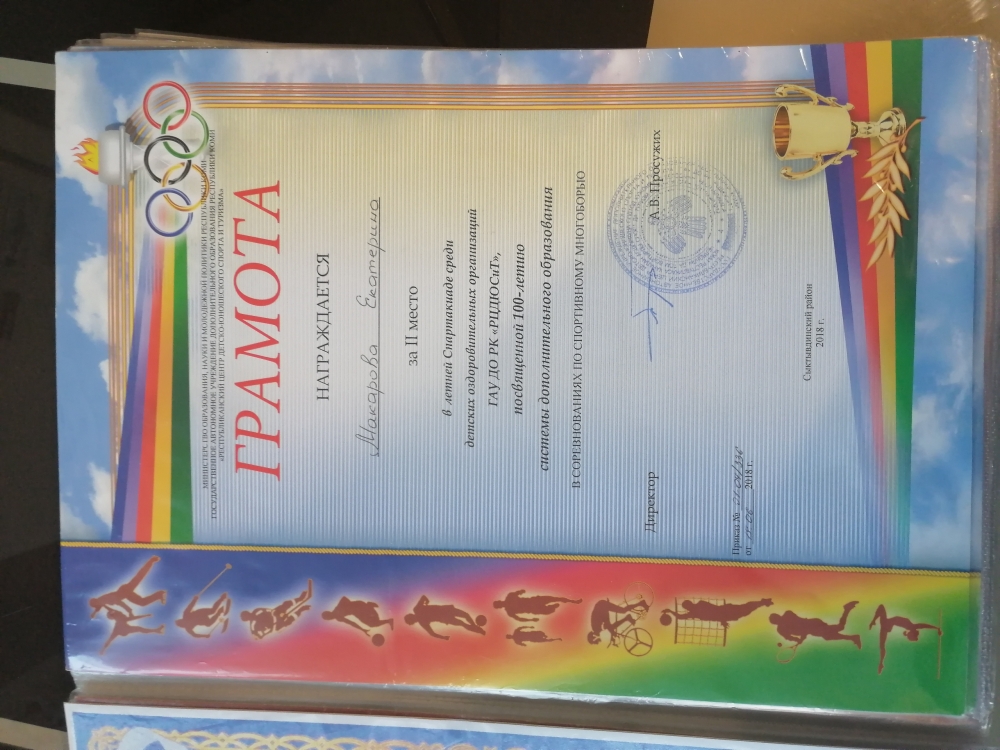 МИНИСТЕРСТВО ОБРАЗОВАНИЯ, НАУКИ И МОЛОДЕЖНОЙ ПОЛИТИКИ РЕСПУБЛИКИ КОМИ
ГОСУДАРСТВЕННОЕ АВТОНОМНОЕ УЧРЕЖДЕНИЕ ДОПОЛНИТЕЛЬНОГО ОБРАЗОВАНИЯ РЕСПУБЛИКИ КОМИ
«РЕСПУБЛИКАНСКИЙ ЦЕНТР ДЕТСКО-ЮНОШЕСКОГО СПОРТА И ТУРИЗМА»
ГРАМОТА
НАГРАЖДАЕТСЯ
Макарова Екатерина
за II место
в летней Спартакиаде среди
детских оздоровительных организаций
ГАУ ДО РК «РЦДЮСиТ»,
посвященной 100-летию
системы дополнительного образования
В СОРЕВНОВАНИЯХ ПО СПОРТИВНОМУ МНОГОБОРЬЮ
Директор А.В. Просужих
Приказ №
от 2018 г.
Сыктывдинский район
2018 г.